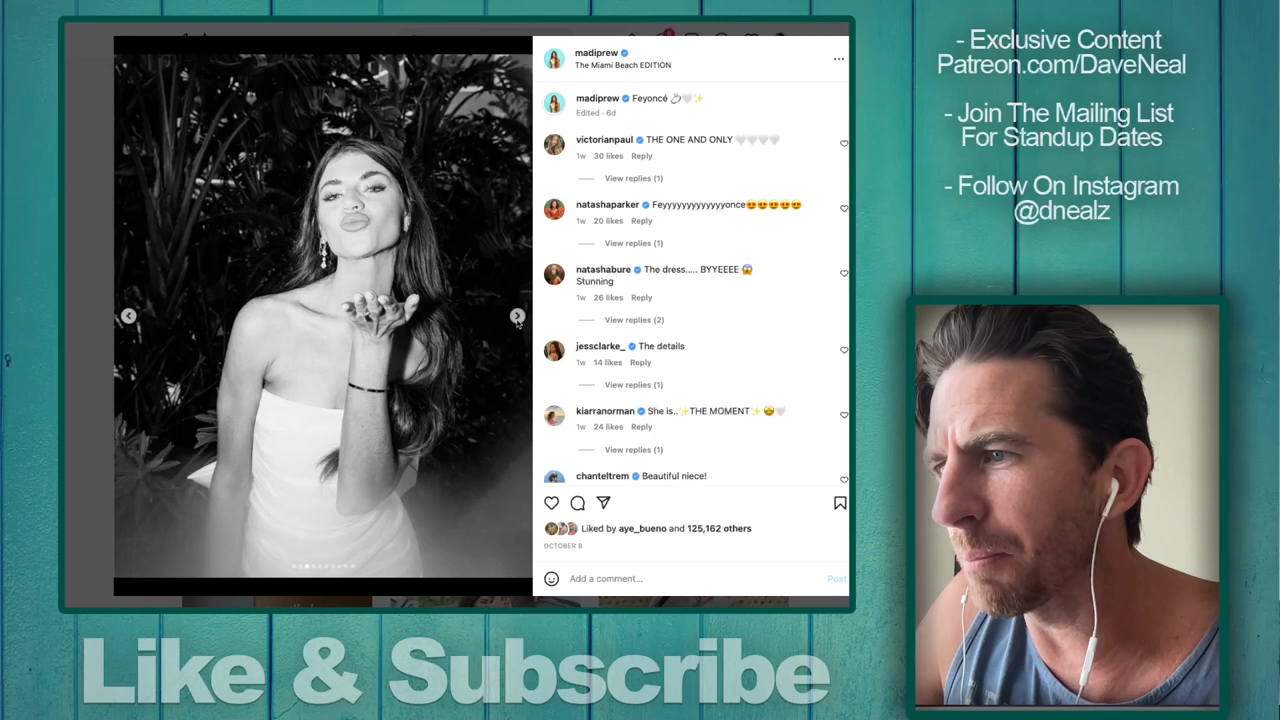 madiprew
The Miami Beach EDITION
madiprew Feyoncé 💍🤍✨
Edited · 6d
victorianpaul THE ONE AND ONLY 🤍🤍🤍🤍
1w 30 likes Reply
View replies (1)
natashaparker Feyyyyyyyyyyyyyonce😍😍😍😍😍
1w 20 likes Reply
View replies (1)
natashabure The dress..... BYYEEEE 😱
Stunning
1w 26 likes Reply
View replies (2)
jessclarke_ The details
1w 14 likes Reply
View replies (1)
kiarranorman She is..✨THE MOMENT✨ 🤩🤍
1w 24 likes Reply
View replies (1)
chanteltrem Beautiful niece!
Liked by aye_bueno and 125,162 others
OCTOBER 8
Add a comment...
Post
- Exclusive Content
Patreon.com/DaveNeal
- Join The Mailing List
For Standup Dates
- Follow On Instagram
@dnealz
Like & Subscribe